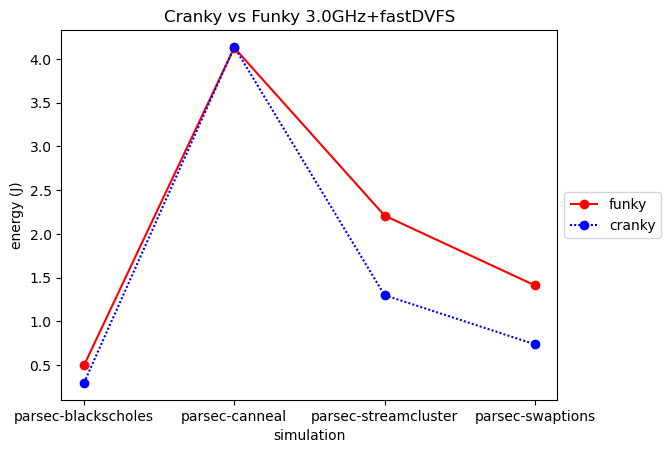 Cranky vs Funky 3.0GHz+fastDVFS
energy (J)
4.0
3.5
3.0
2.5
2.0
1.5
1.0
0.5
parsec-blackscholes parsec-canneal parsec-streamcluster parsec-swaptions
simulation
funky
cranky